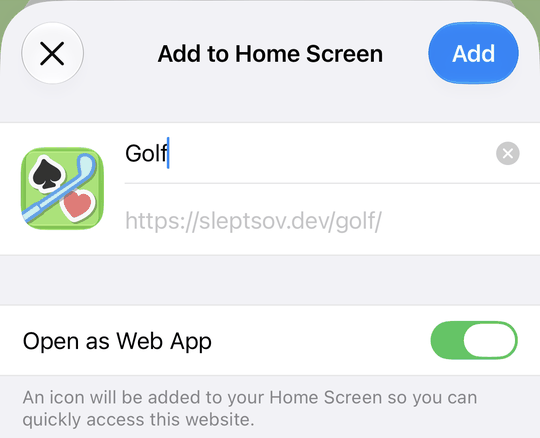 Add to Home Screen
Add
Golf
https://sleptsov.dev/golf/
Open as Web App
An icon will be added to your Home Screen so you can
quickly access this website.